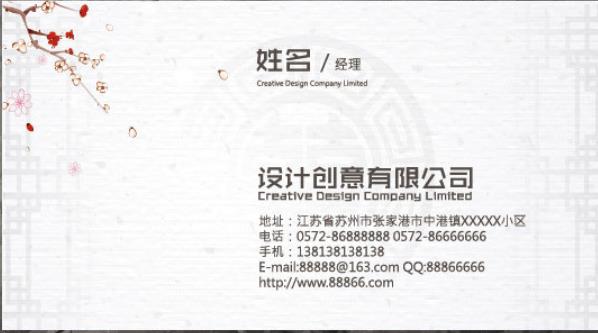 姓名 / 经理
Creative Design Company Limited
设计创意有限公司
Creative Design Company Limited
地址：江苏省苏州市张家港市中港镇XXXXX小区
电话：0572-86888888 0572-86666666
手机：13813813138
E-mail:88888@163.com QQ:88866666
http://www.88866.com